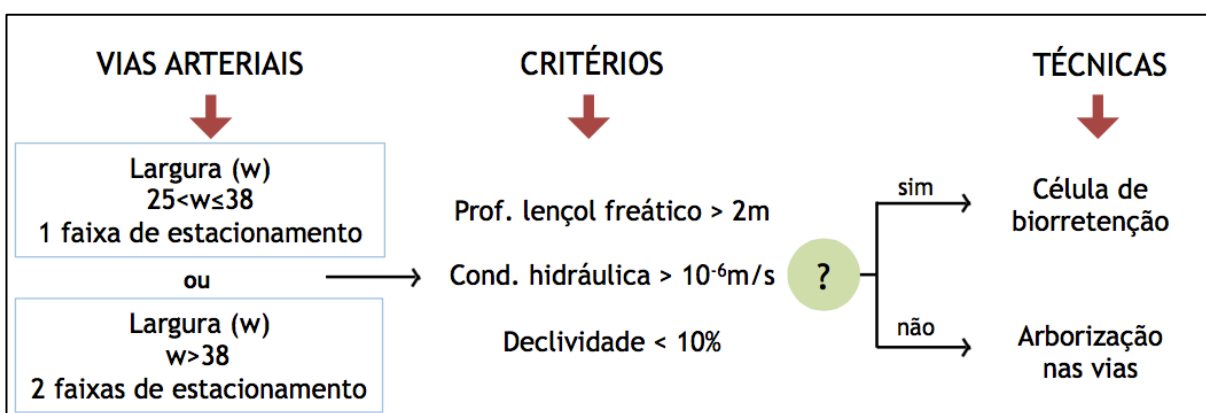 VIAS ARTERIAIS
Largura (w)
25<w≤38
1 faixa de estacionamento
ou
Largura (w)
w>38
2 faixas de estacionamento
CRITÉRIOS
Prof. lençol freático > 2m
Cond. hidráulica > 10⁻⁶m/s
Declividade < 10%
?
sim
não
TÉCNICAS
Célula de
biorretenção
Arborização
nas vias